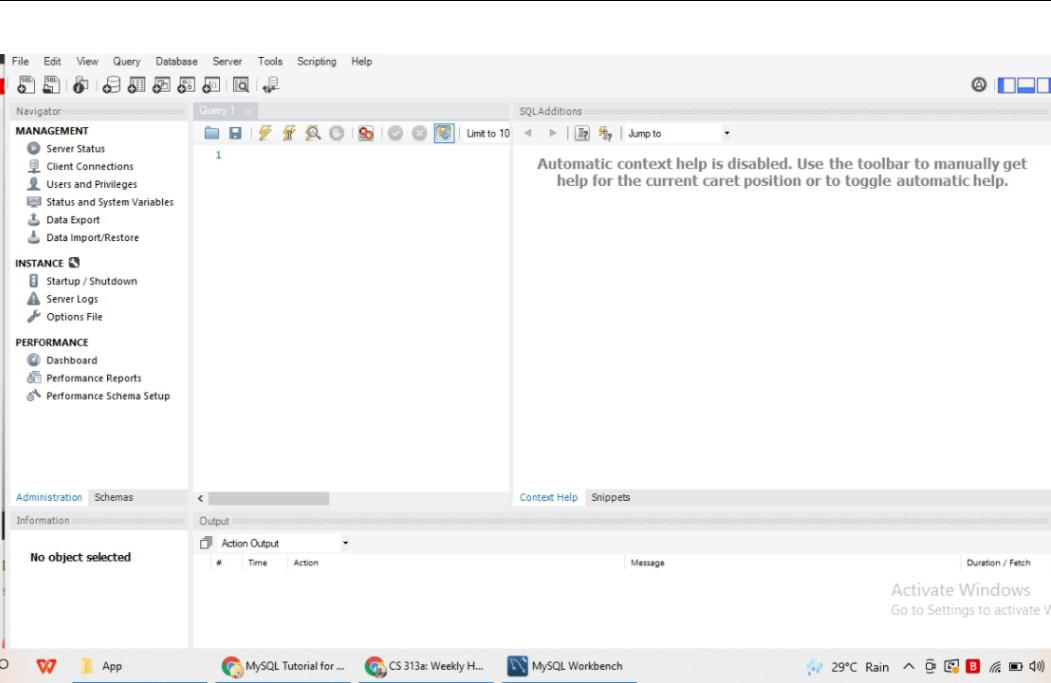 File Edit View Query Database Server Tools Scripting Help
Navigator
MANAGEMENT
Server Status
Client Connections
Users and Privileges
Status and System Variables
Data Export
Data Import/Restore
INSTANCE
Startup / Shutdown
Server Logs
Options File
PERFORMANCE
Dashboard
Performance Reports
Performance Schema Setup
Administration Schemas
Query 1
Limit to 10
1
SQLAdditions
Jump to
Automatic context help is disabled. Use the toolbar to manually get
help for the current caret position or to toggle automatic help.
Context Help Snippets
Information
No object selected
Output
Action Output
# Time Action Message Duration / Fetch
Activate Windows
Go to Settings to activate W
App MySQL Tutorial for ... CS 313a: Weekly H... MySQL Workbench 29°C Rain